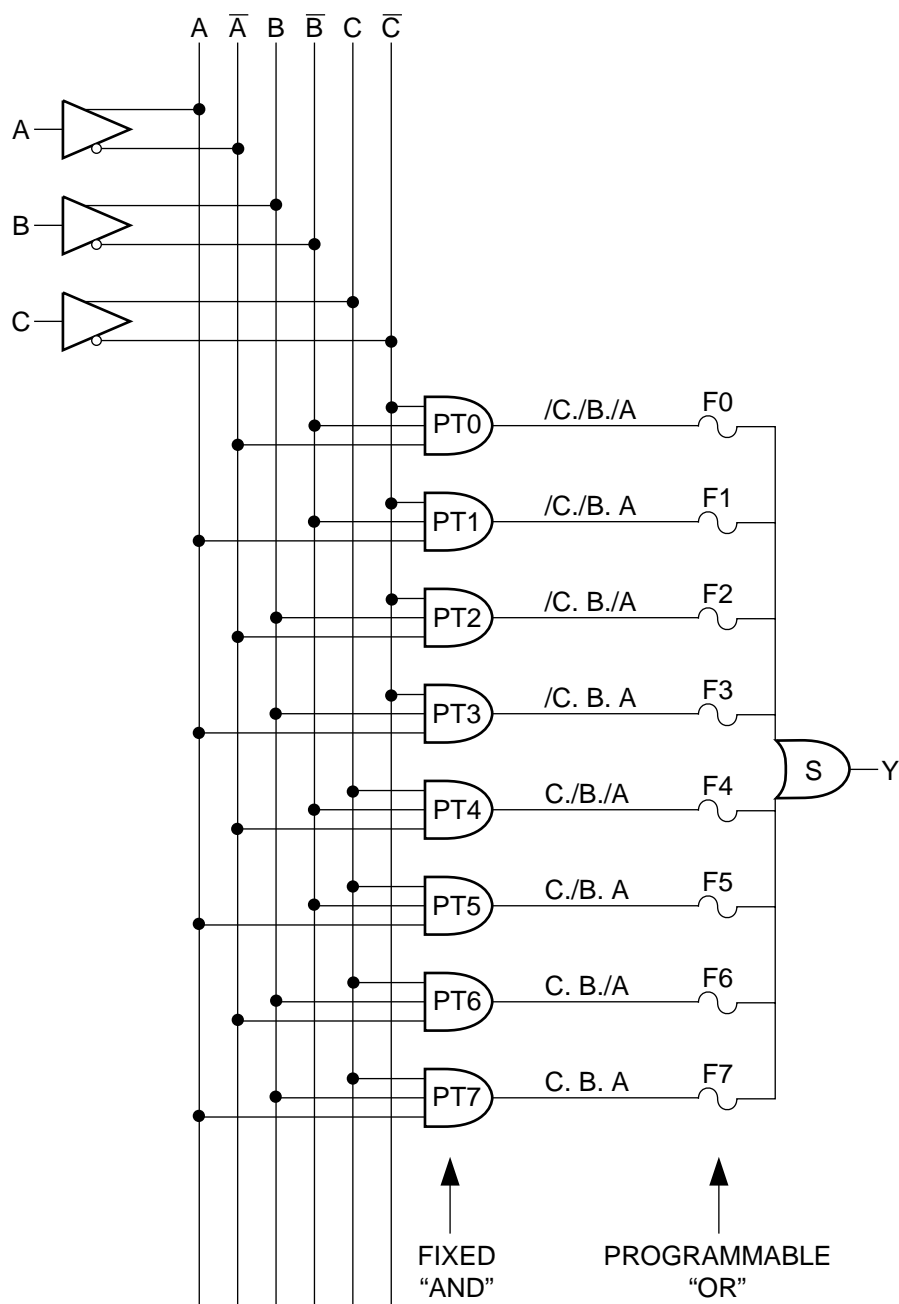 A A̅ B B̅ C C̅
A
B
C
PT0 /C./B./A F0
PT1 /C./B. A F1
PT2 /C. B./A F2
PT3 /C. B. A F3
S Y
PT4 C./B./A F4
PT5 C./B. A F5
PT6 C. B./A F6
PT7 C. B. A F7
FIXED PROGRAMMABLE
“AND” “OR”